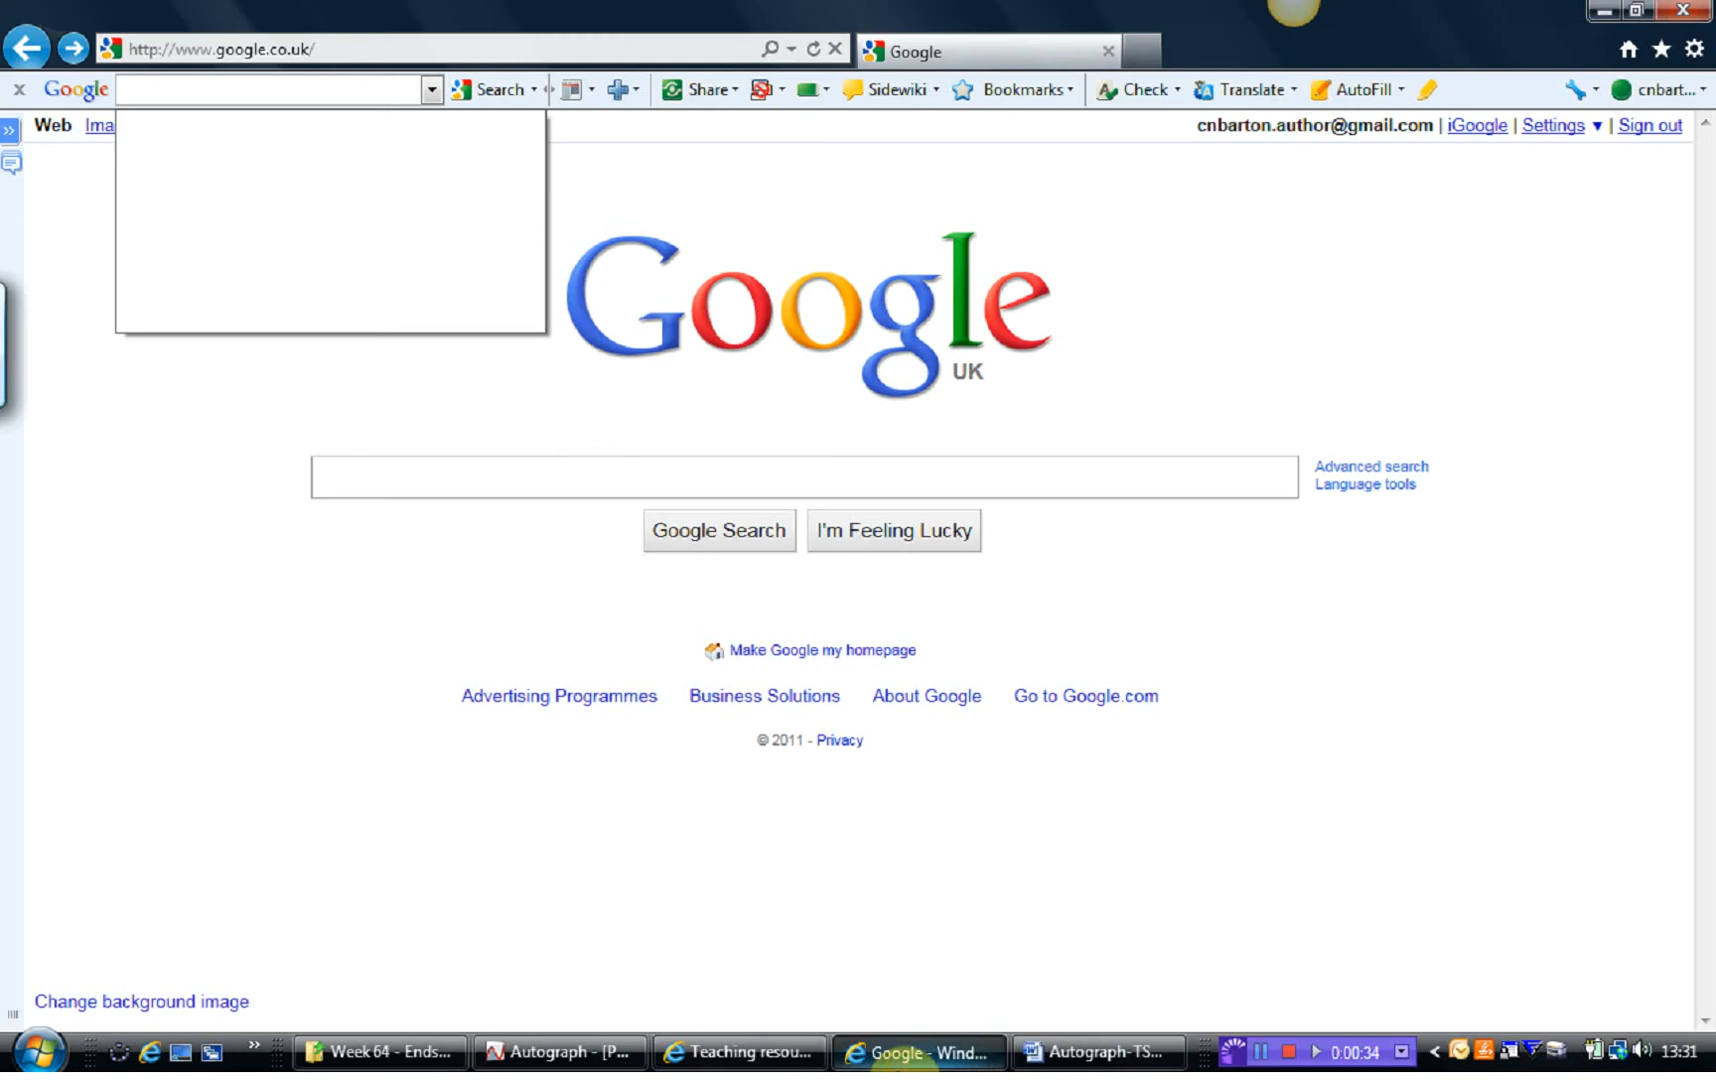 http://www.google.co.uk/
Google
Google Search Share Sidewiki Bookmarks Check Translate AutoFill cnbart...
Web Ima cnbarton.author@gmail.com | iGoogle | Settings ▼ | Sign out
Google
UK
Advanced search
Language tools
Google Search I'm Feeling Lucky
Make Google my homepage
Advertising Programmes Business Solutions About Google Go to Google.com
© 2011 - Privacy
Change background image
Week 64 - Ends... Autograph - [P... Teaching resou... Google - Wind... Autograph-TS... 0:00:34 13:31